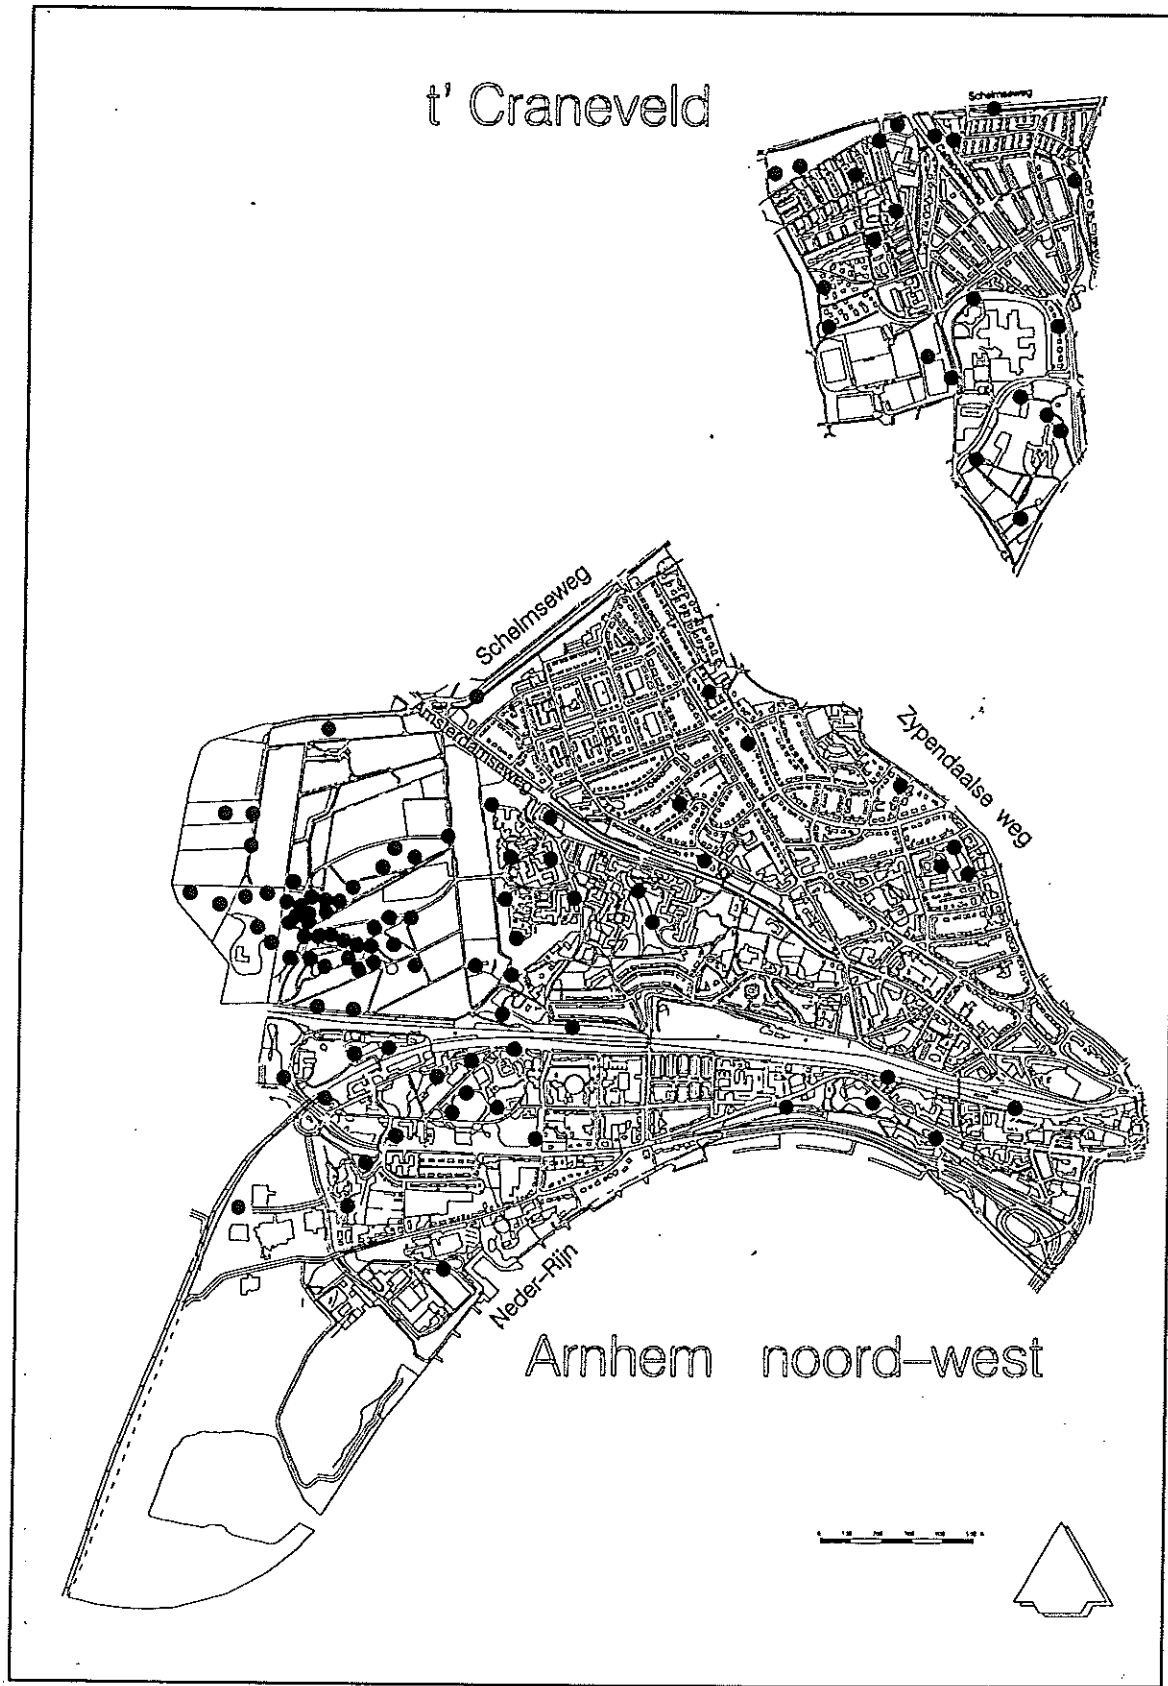 t' Craneveld
Schelmseweg
Schelmseweg
Amsterdamseweg
Zypendaalse weg
Neder-Rijn
Arnhem noord-west